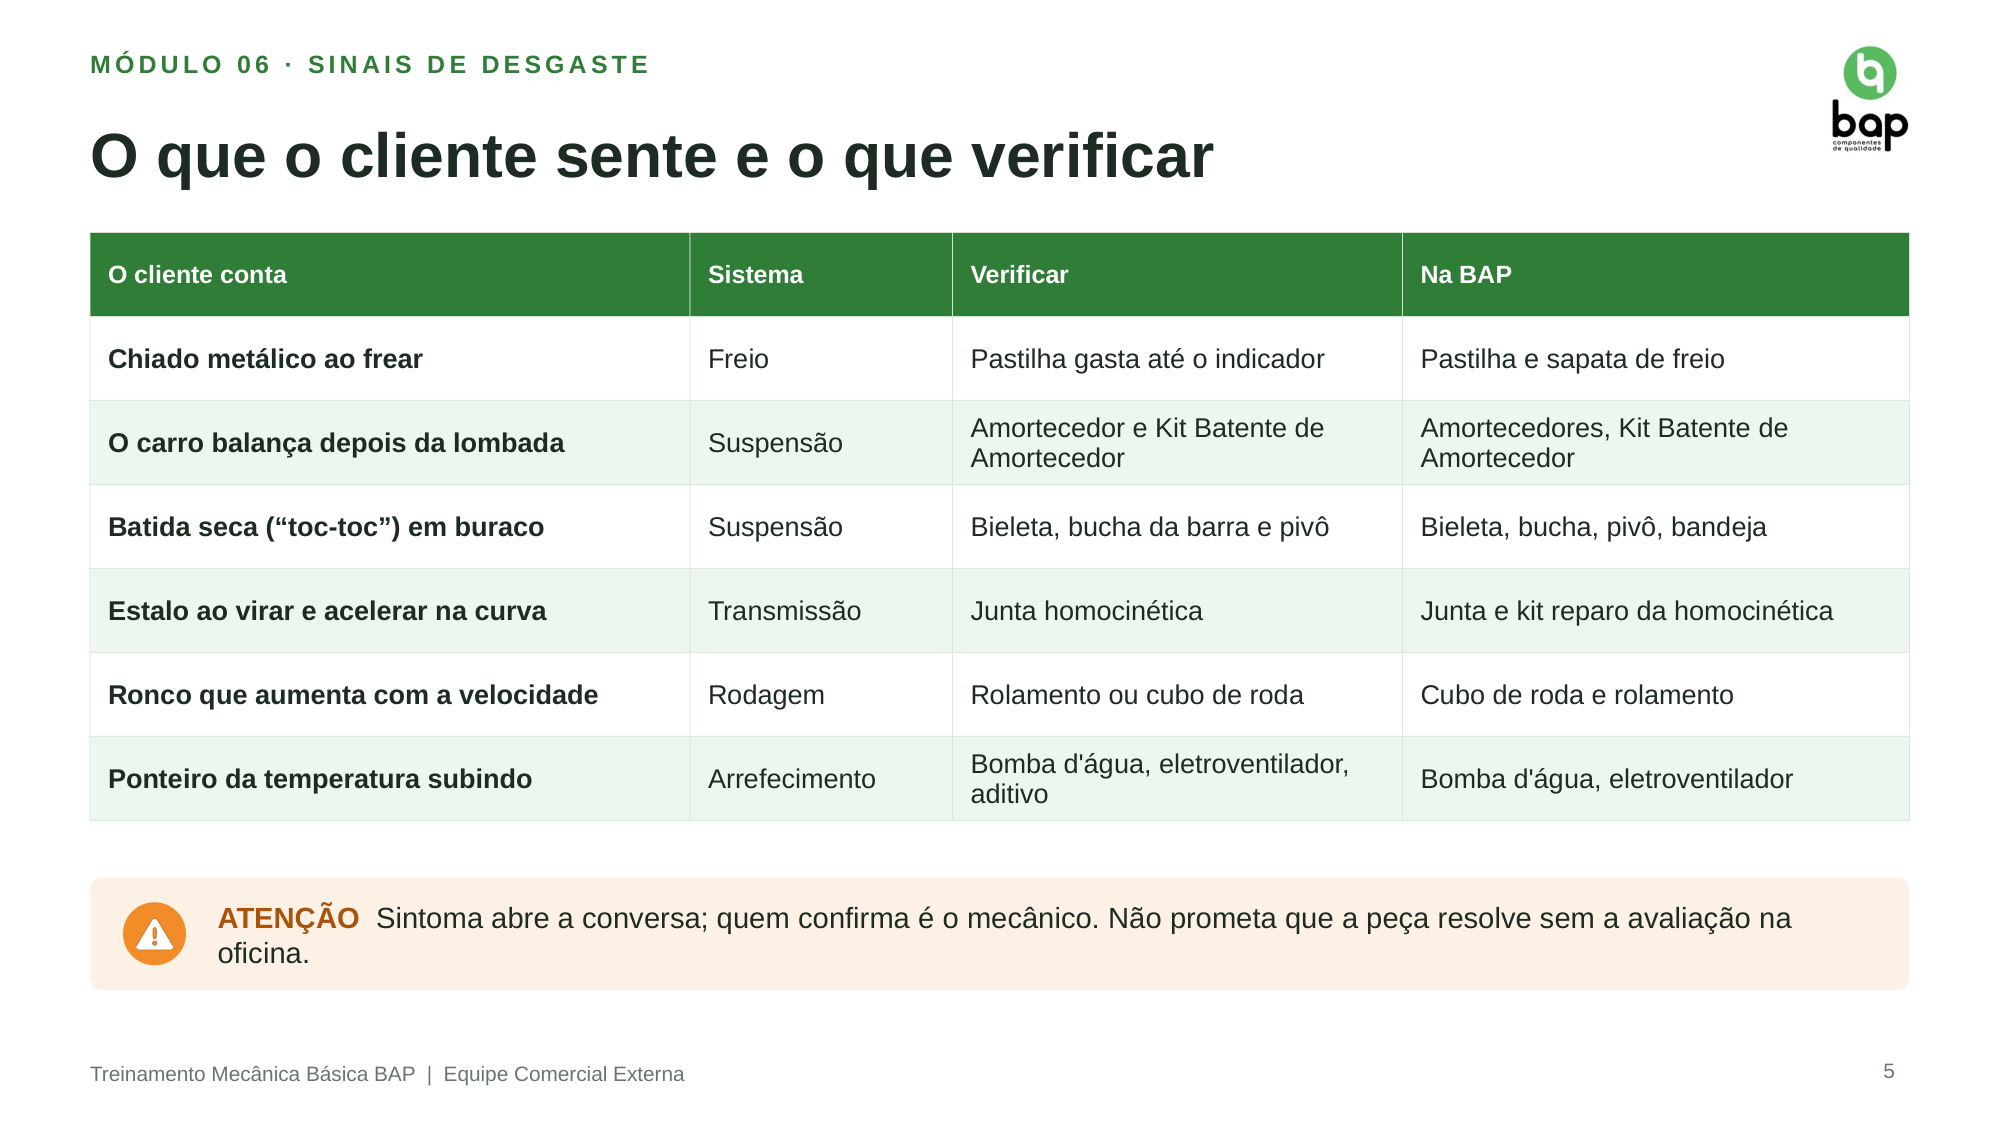 MÓDULO 06 · SINAIS DE DESGASTE
bap
componentes
de qualidade
O que o cliente sente e o que verificar
O cliente conta
Sistema
Verificar
Na BAP
Chiado metálico ao frear
Freio
Pastilha gasta até o indicador
Pastilha e sapata de freio
O carro balança depois da lombada
Suspensão
Amortecedor e Kit Batente de
Amortecedor
Amortecedores, Kit Batente de
Amortecedor
Batida seca (“toc-toc”) em buraco
Suspensão
Bieleta, bucha da barra e pivô
Bieleta, bucha, pivô, bandeja
Estalo ao virar e acelerar na curva
Transmissão
Junta homocinética
Junta e kit reparo da homocinética
Ronco que aumenta com a velocidade
Rodagem
Rolamento ou cubo de roda
Cubo de roda e rolamento
Ponteiro da temperatura subindo
Arrefecimento
Bomba d'água, eletroventilador,
aditivo
Bomba d'água, eletroventilador
ATENÇÃO Sintoma abre a conversa; quem confirma é o mecânico. Não prometa que a peça resolve sem a avaliação na
oficina.
Treinamento Mecânica Básica BAP | Equipe Comercial Externa
5